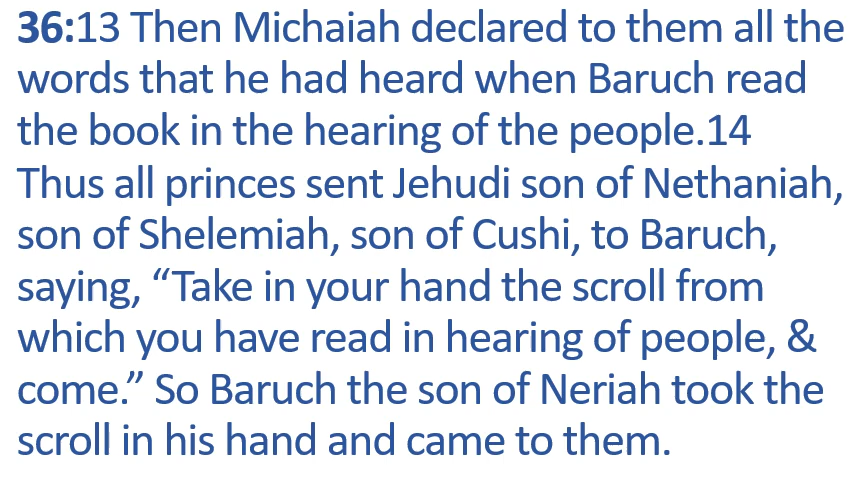 36:13 Then Michaiah declared to them all the
words that he had heard when Baruch read
the book in the hearing of the people.14
Thus all princes sent Jehudi son of Nethaniah,
son of Shelemiah, son of Cushi, to Baruch,
saying, “Take in your hand the scroll from
which you have read in hearing of people, &
come.” So Baruch the son of Neriah took the
scroll in his hand and came to them.